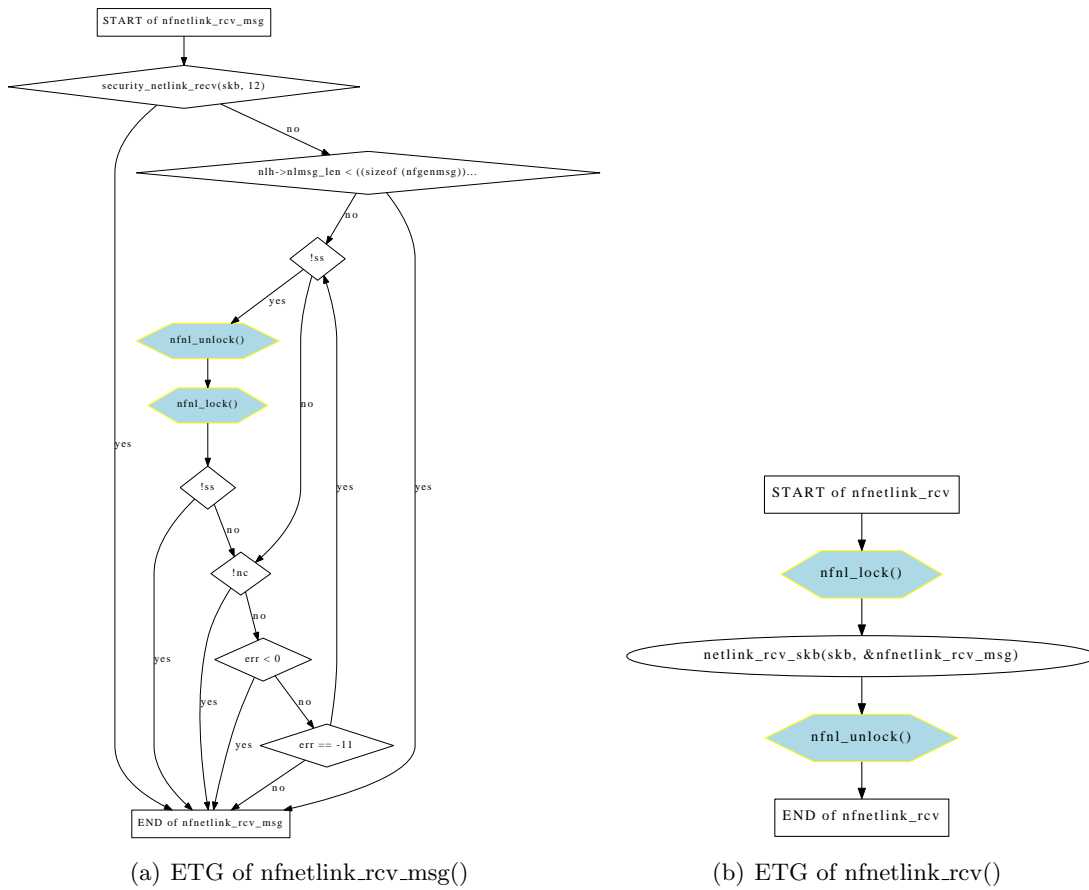 START of nfnetlink_rcv_msg
security_netlink_recv(skb, 12)
no
nlh->nlmsg_len < ((sizeof (nfgenmsg))...
no
!ss
yes
nfnl_unlock()
nfnl_lock()
no
yes
yes
yes
!ss
no
!nc
no
yes
err < 0
yes
no
yes
err == -11
no
END of nfnetlink_rcv_msg
(a) ETG of nfnetlink_rcv_msg()
START of nfnetlink_rcv
nfnl_lock()
netlink_rcv_skb(skb, &nfnetlink_rcv_msg)
nfnl_unlock()
END of nfnetlink_rcv
(b) ETG of nfnetlink_rcv()